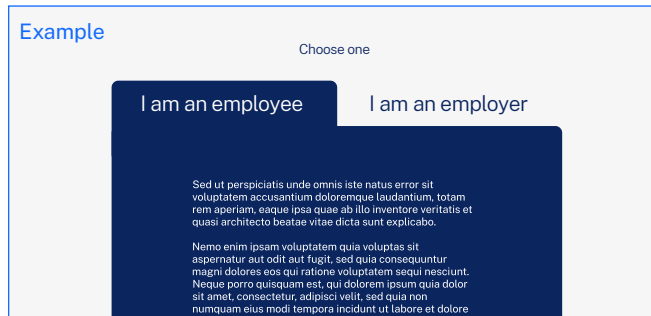 Example
Choose one
I am an employee
I am an employer
Sed ut perspiciatis unde omnis iste natus error sit
voluptatem accusantium doloremque laudantium, totam
rem aperiam, eaque ipsa quae ab illo inventore veritatis et
quasi architecto beatae vitae dicta sunt explicabo.
Nemo enim ipsam voluptatem quia voluptas sit
aspernatur aut odit aut fugit, sed quia consequuntur
magni dolores eos qui ratione voluptatem sequi nesciunt.
Neque porro quisquam est, qui dolorem ipsum quia dolor
sit amet, consectetur, adipisci velit, sed quia non
numquam eius modi tempora incidunt ut labore et dolore